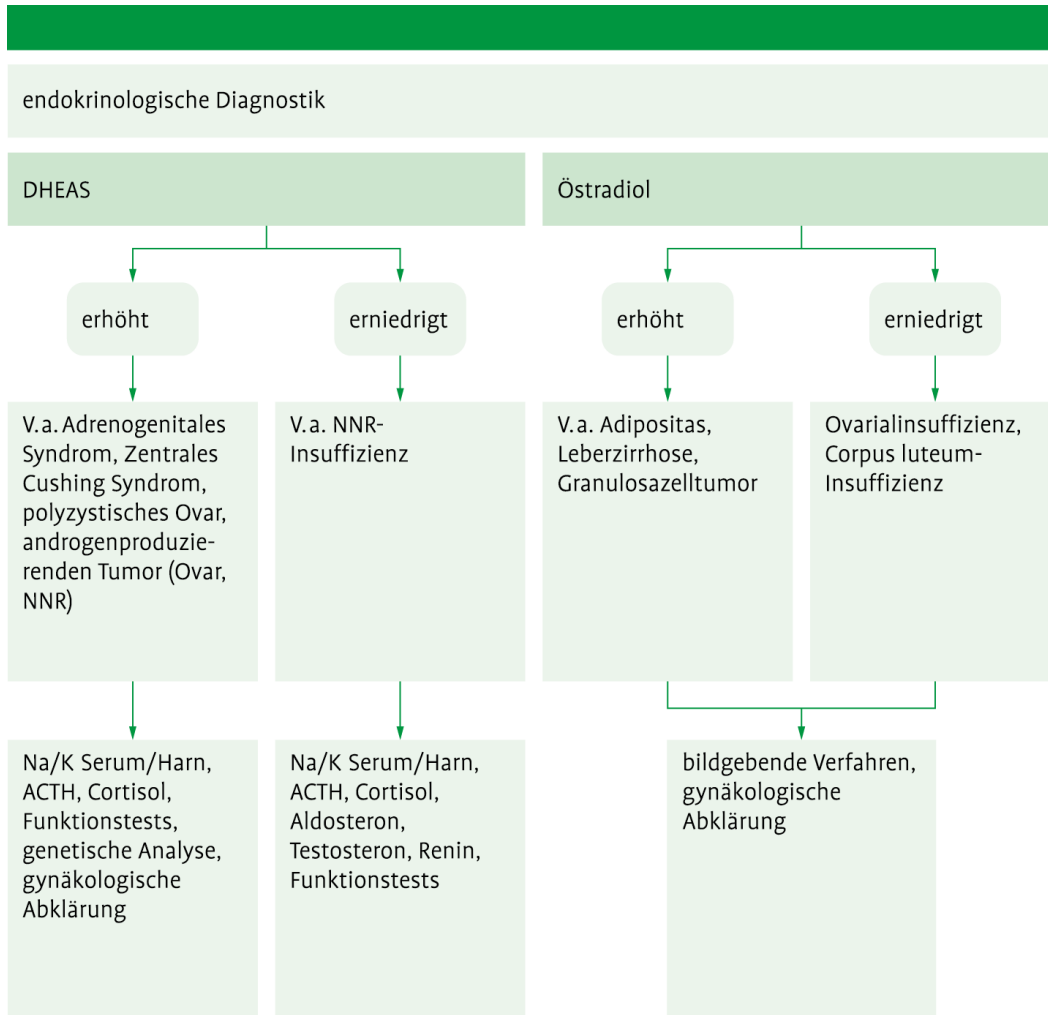 endokrinologische Diagnostik
DHEAS
Östradiol
erhöht
erniedrigt
erhöht
erniedrigt
V.a. Adrenogenitales
Syndrom, Zentrales
Cushing Syndrom,
polyzystisches Ovar,
androgenproduzie-
renden Tumor (Ovar,
NNR)
V.a. NNR-
Insuffizienz
V.a. Adipositas,
Leberzirrhose,
Granulosazelltumor
Ovarialinsuffizienz,
Corpus luteum-
Insuffizienz
Na/K Serum/Harn,
ACTH, Cortisol,
Funktionstests,
genetische Analyse,
gynäkologische
Abklärung
Na/K Serum/Harn,
ACTH, Cortisol,
Aldosteron,
Testosteron, Renin,
Funktionstests
bildgebende Verfahren,
gynäkologische
Abklärung